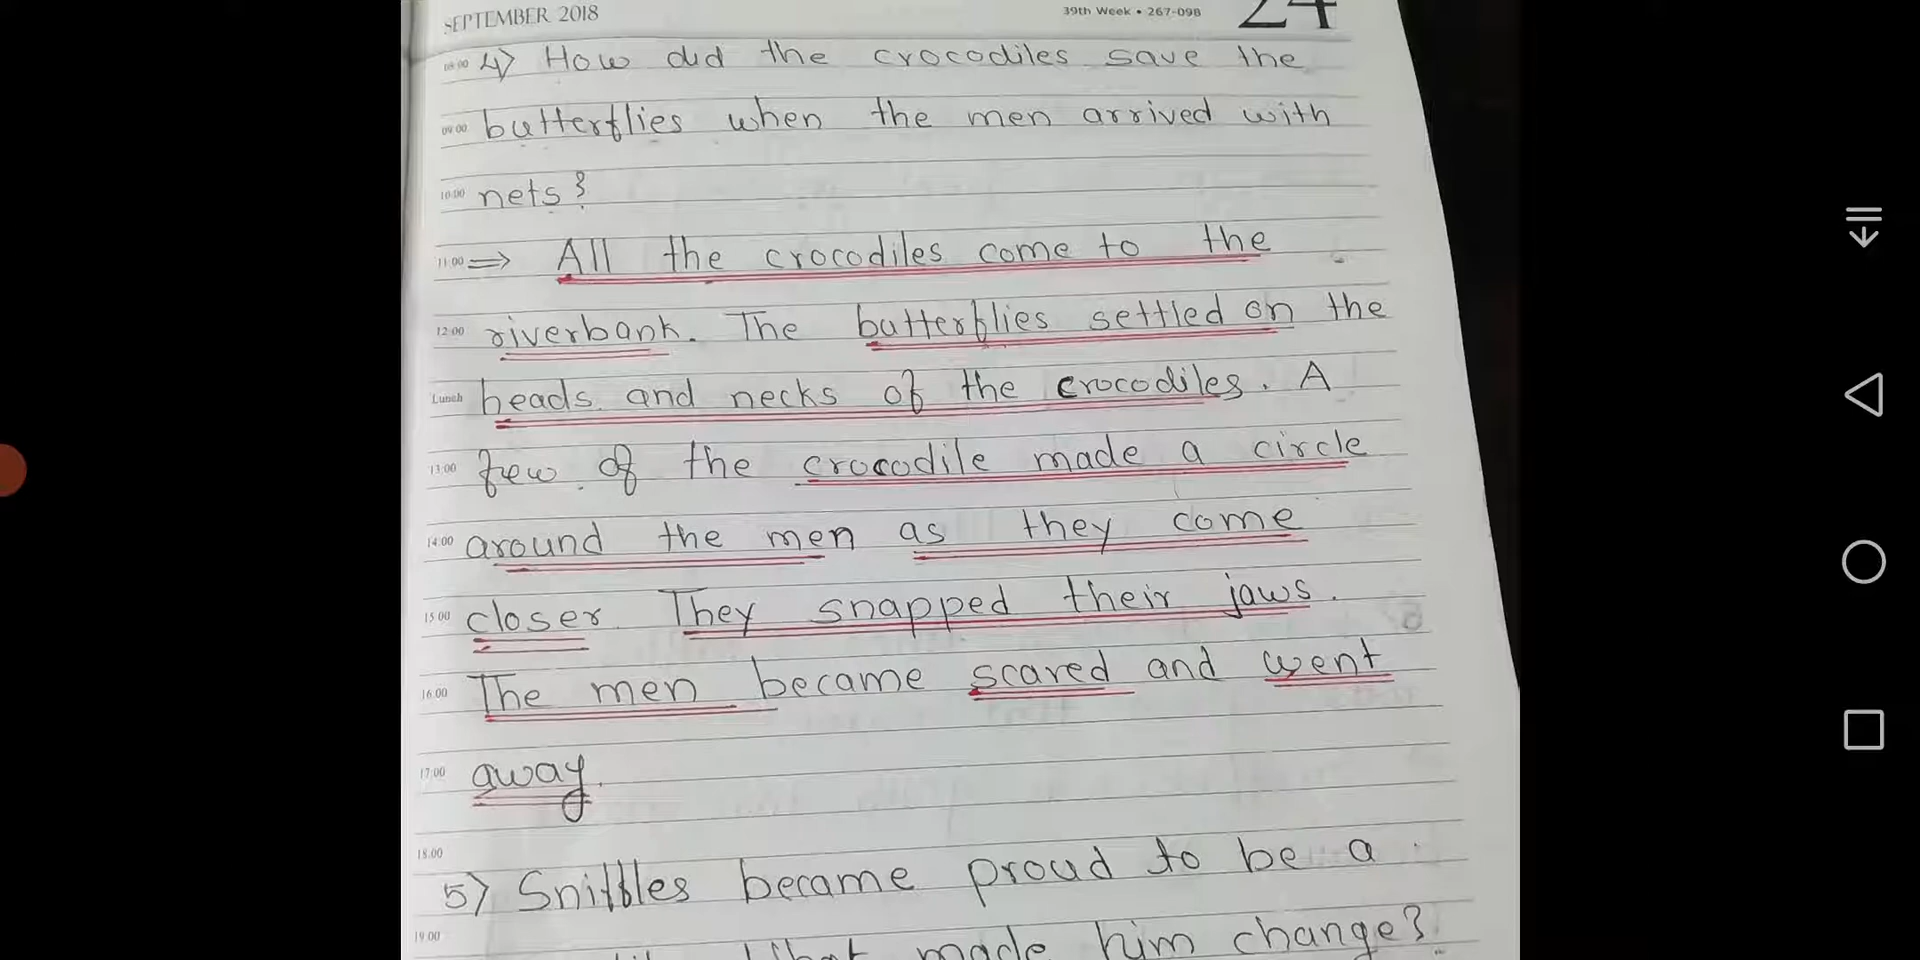 SEPTEMBER 2018
39th Week • 267-098
24
08:00 4) How did the crocodiles save the
09:00 butterflies when the men arrived with
10:00 nets?
11:00 ⇒ All the crocodiles come to the
12:00 riverbank. The butterflies settled on the
Lunch heads and necks of the crocodiles. A
13:00 few of the crocodile made a circle
14:00 around the men as they come
15:00 closer. They snapped their jaws.
16:00 The men became scared and went
17:00 away.
18:00
5) Sniffles became proud to be a
19:00
What made him change?